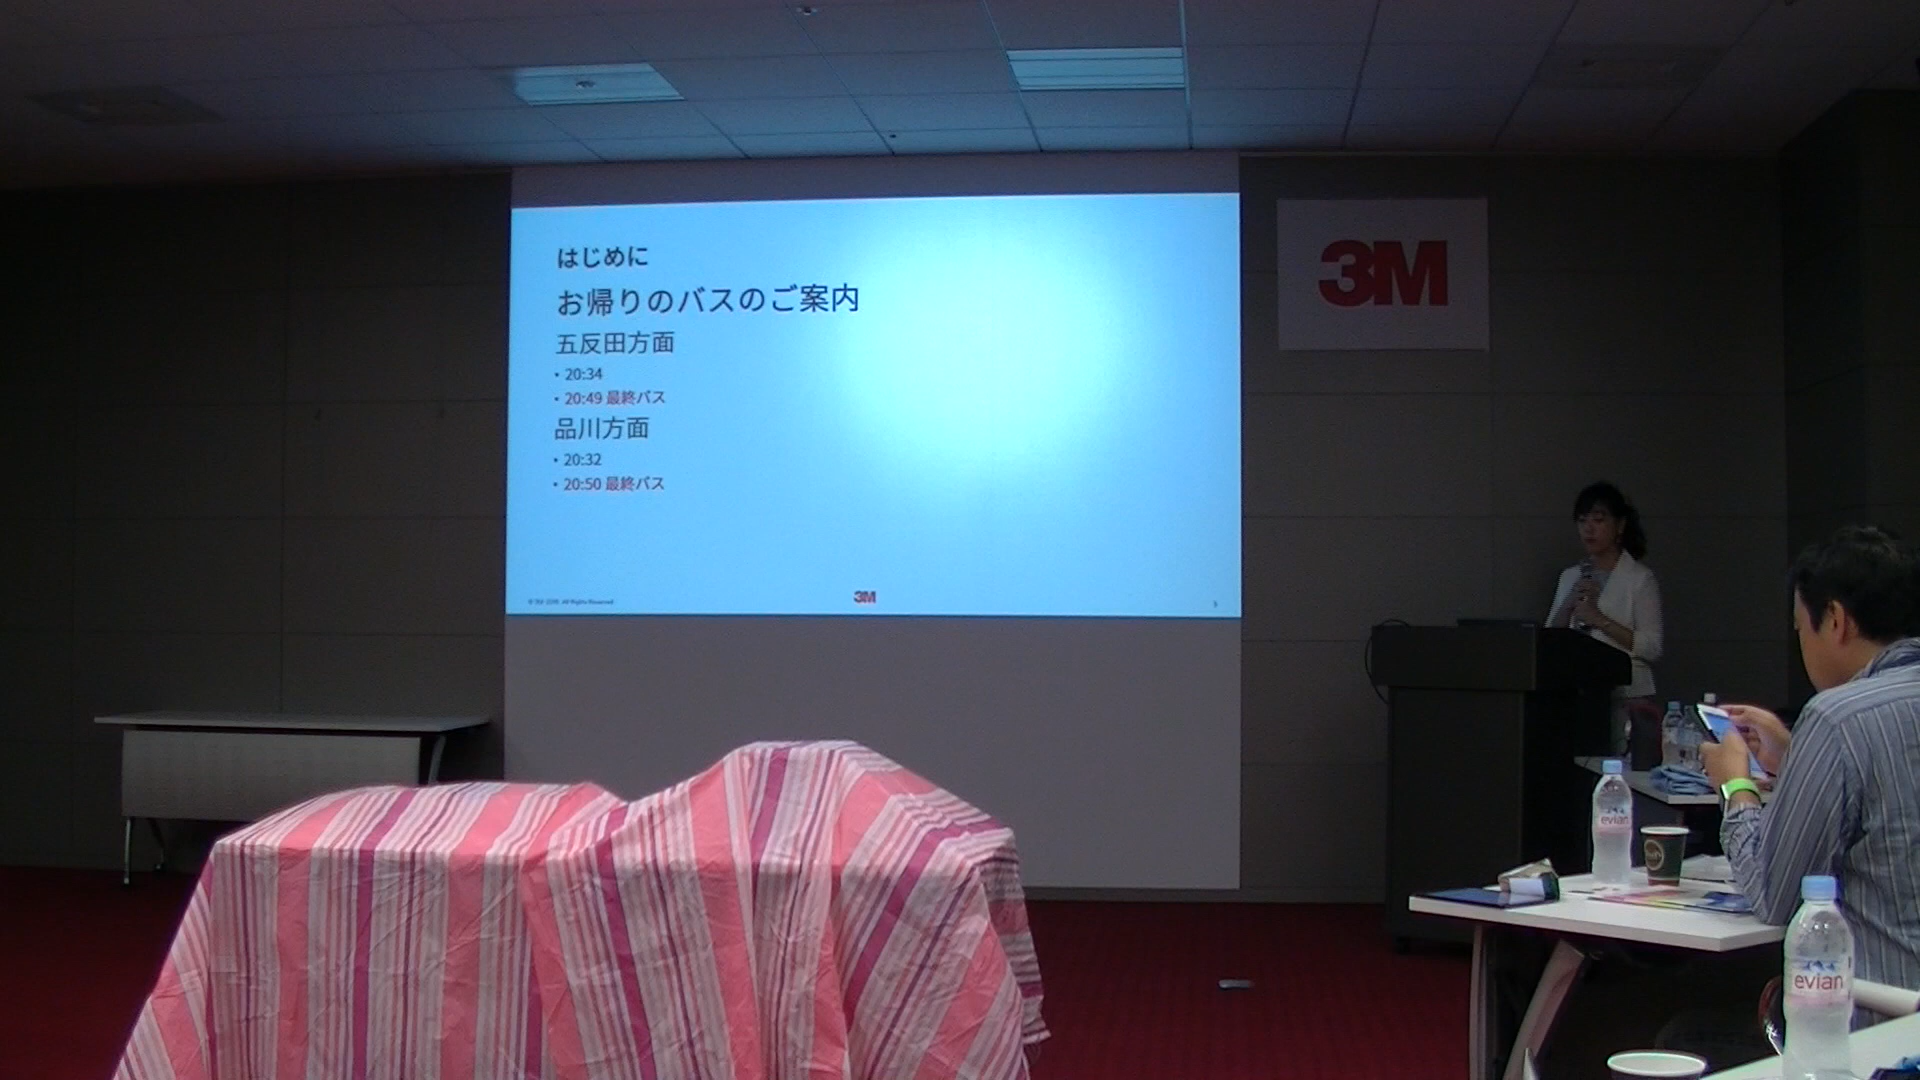 はじめに
お帰りのバスのご案内
五反田方面
・20:34
・20:49 最終バス
品川方面
・20:32
・20:50 最終バス
3M
3M
evian
evian